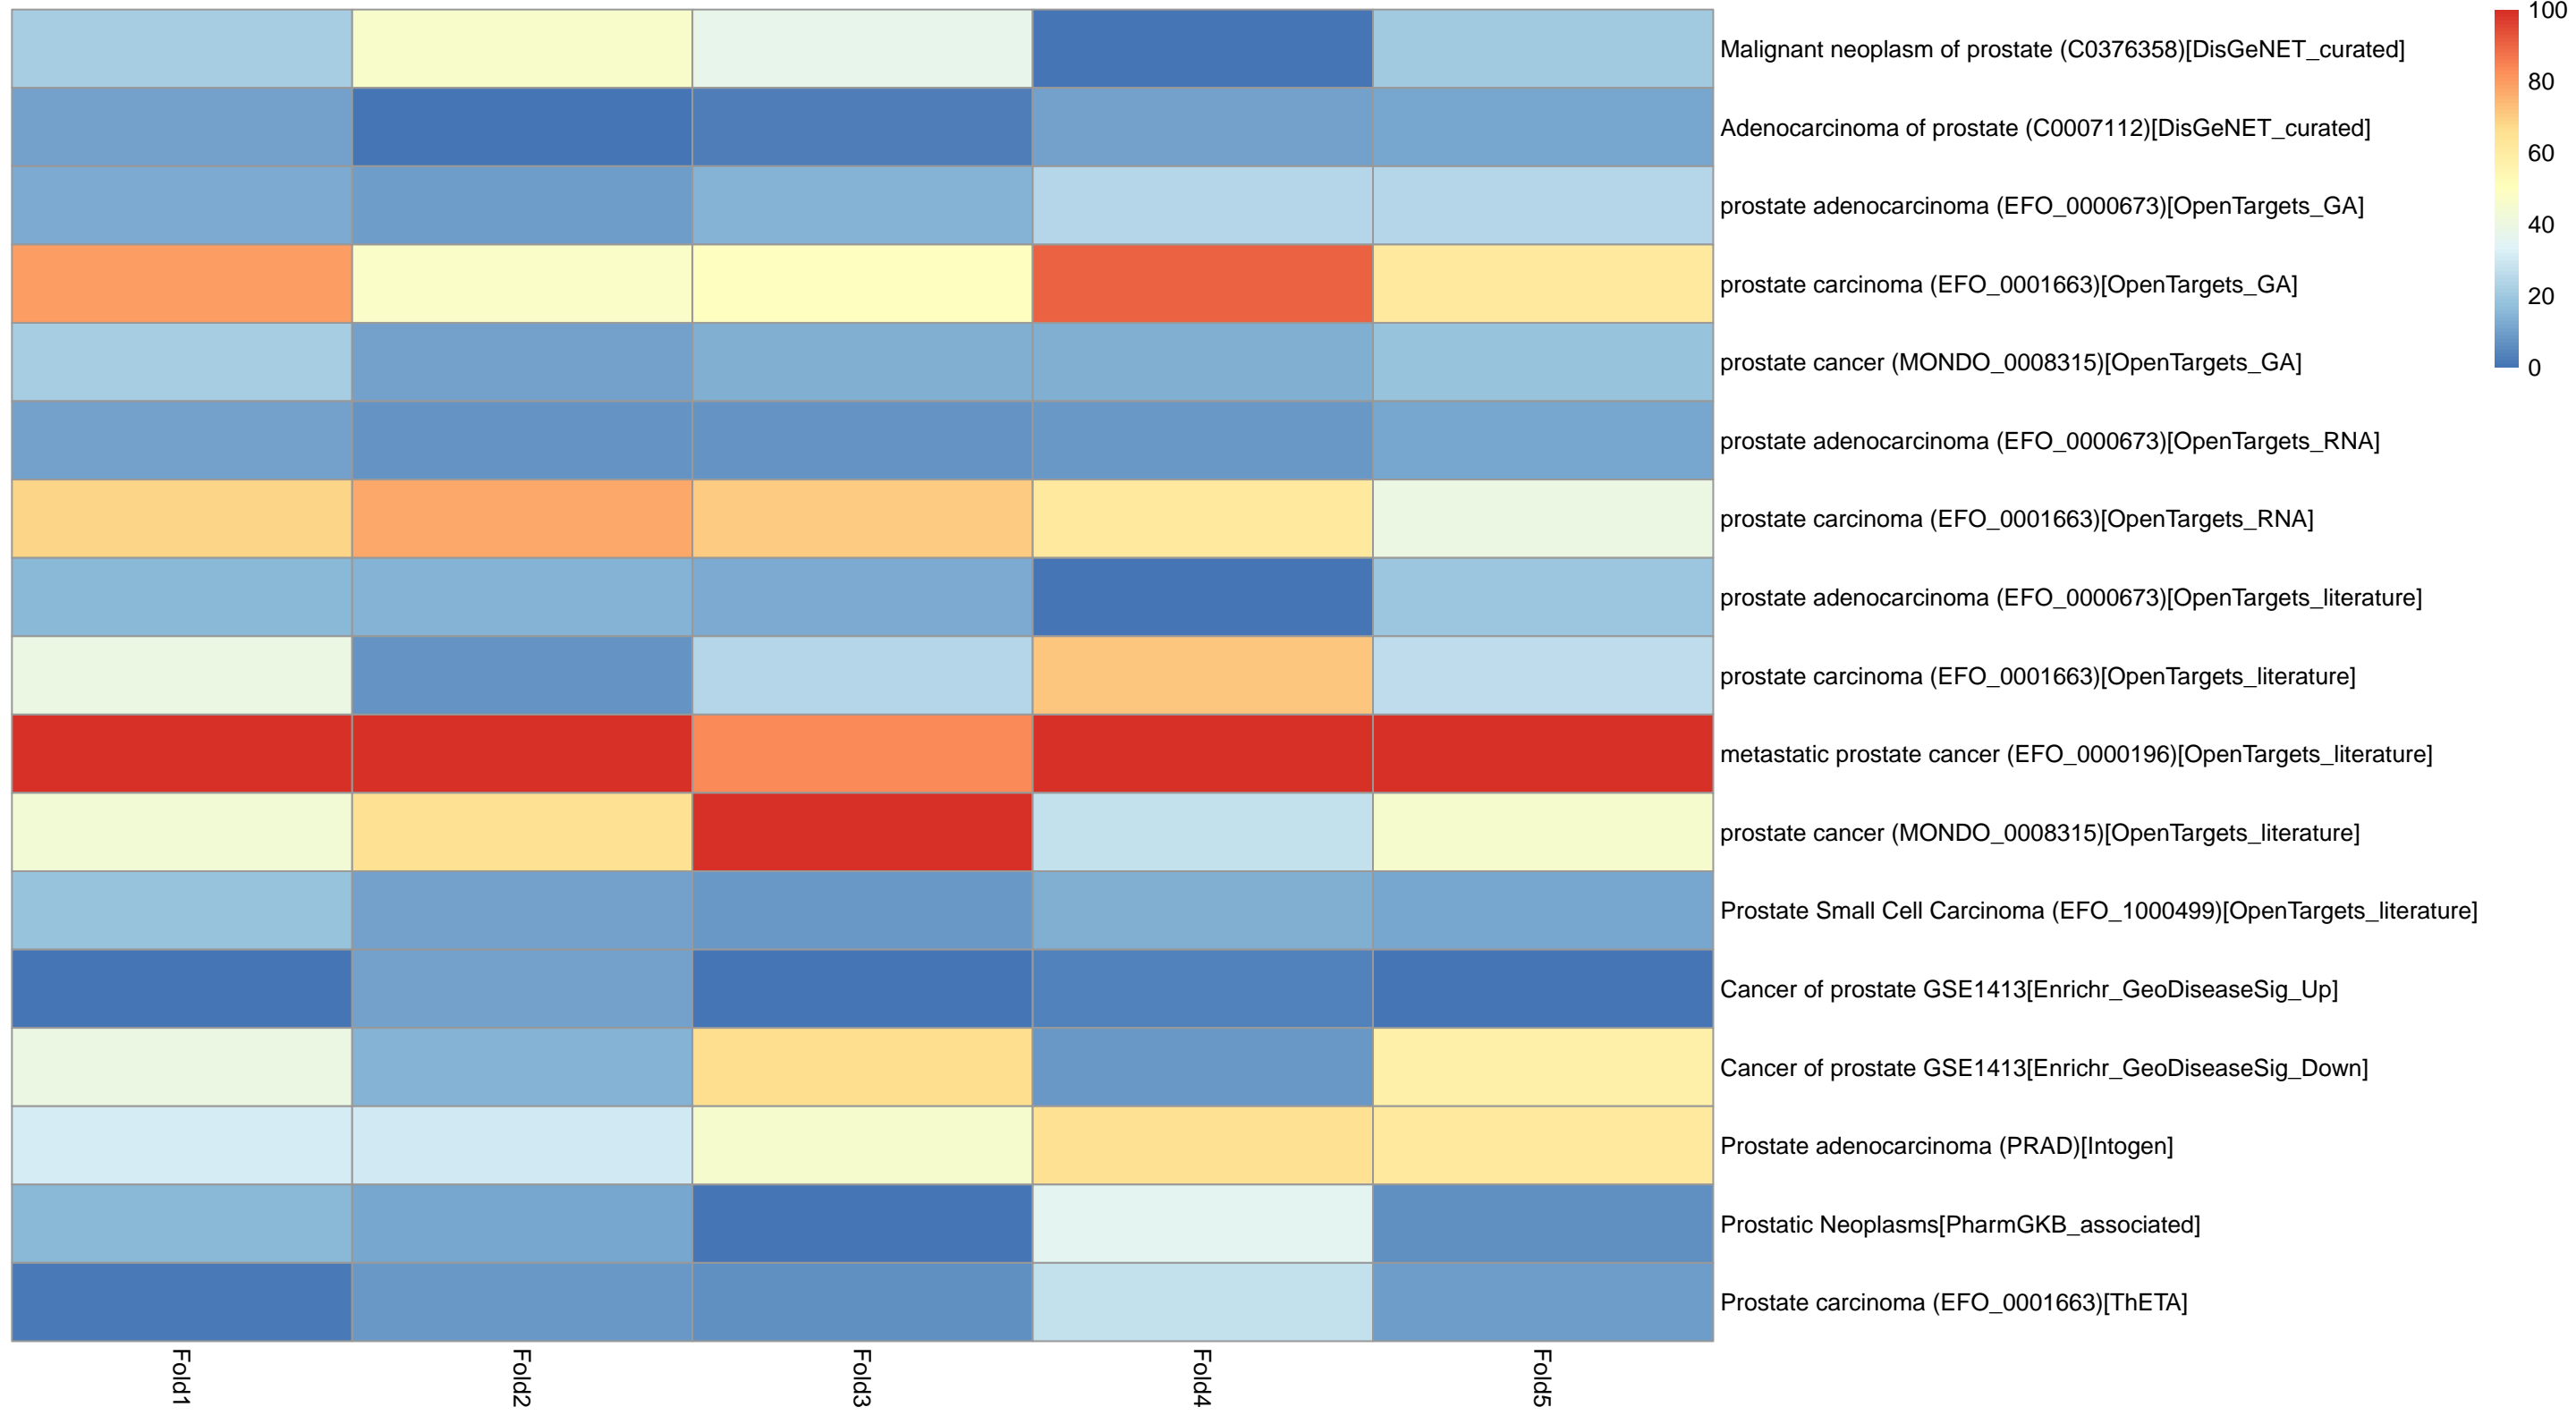 Malignant neoplasm of prostate (C0376358)[DisGeNET_curated]
Adenocarcinoma of prostate (C0007112)[DisGeNET_curated]
prostate adenocarcinoma (EFO_0000673)[OpenTargets_GA]
prostate carcinoma (EFO_0001663)[OpenTargets_GA]
prostate cancer (MONDO_0008315)[OpenTargets_GA]
prostate adenocarcinoma (EFO_0000673)[OpenTargets_RNA]
prostate carcinoma (EFO_0001663)[OpenTargets_RNA]
prostate adenocarcinoma (EFO_0000673)[OpenTargets_literature]
prostate carcinoma (EFO_0001663)[OpenTargets_literature]
metastatic prostate cancer (EFO_0000196)[OpenTargets_literature]
prostate cancer (MONDO_0008315)[OpenTargets_literature]
Prostate Small Cell Carcinoma (EFO_1000499)[OpenTargets_literature]
Cancer of prostate GSE1413[Enrichr_GeoDiseaseSig_Up]
Cancer of prostate GSE1413[Enrichr_GeoDiseaseSig_Down]
Prostate adenocarcinoma (PRAD)[Intogen]
Prostatic Neoplasms[PharmGKB_associated]
Prostate carcinoma (EFO_0001663)[ThETA]
Fold1
Fold2
Fold3
Fold4
Fold5
100
80
60
40
20
0